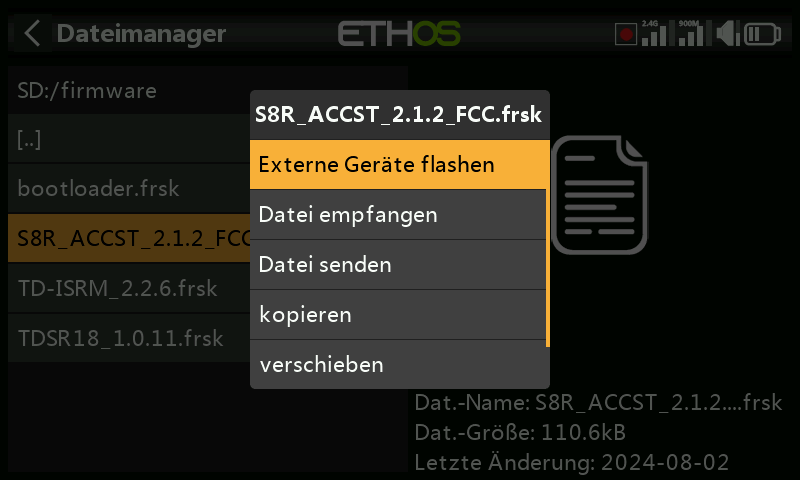 Dateimanager
ETHOS
2.4G
900M
SD:/firmware
[..]
bootloader.frsk
S8R_ACCST_2.1.2_FCC
TD-ISRM_2.2.6.frsk
TDSR18_1.0.11.frsk
S8R_ACCST_2.1.2_FCC.frsk
Externe Geräte flashen
Datei empfangen
Datei senden
kopieren
verschieben
Dat.-Name: S8R_ACCST_2.1.2....frsk
Dat.-Größe: 110.6kB
Letzte Änderung: 2024-08-02